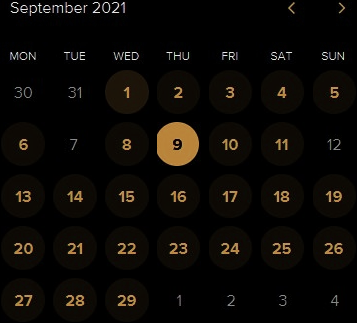 September 2021
MON TUE WED THU FRI SAT SUN
30 31 1 2 3 4 5
6 7 8 9 10 11 12
13 14 15 16 17 18 19
20 21 22 23 24 25 26
27 28 29 1 2 3 4